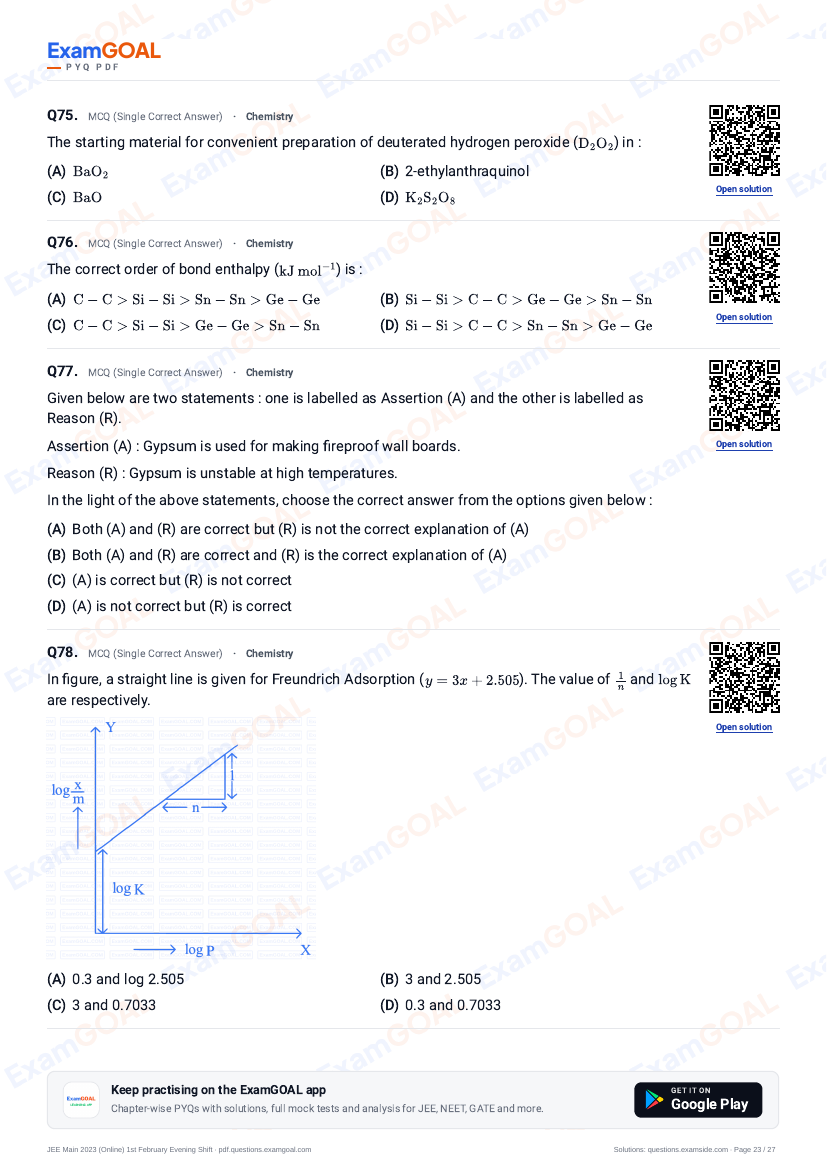 ExamGOAL
PYQ PDF
Q75. MCQ (Single Correct Answer) · Chemistry
The starting material for convenient preparation of deuterated hydrogen peroxide (D₂O₂) in :
(A) BaO₂
(B) 2-ethylanthraquinol
(C) BaO
(D) K₂S₂O₈
Open solution
Q76. MCQ (Single Correct Answer) · Chemistry
The correct order of bond enthalpy (kJ mol⁻¹) is :
(A) C − C > Si − Si > Sn − Sn > Ge − Ge
(B) Si − Si > C − C > Ge − Ge > Sn − Sn
(C) C − C > Si − Si > Ge − Ge > Sn − Sn
(D) Si − Si > C − C > Sn − Sn > Ge − Ge
Open solution
Q77. MCQ (Single Correct Answer) · Chemistry
Given below are two statements : one is labelled as Assertion (A) and the other is labelled as
Reason (R).
Assertion (A) : Gypsum is used for making fireproof wall boards.
Reason (R) : Gypsum is unstable at high temperatures.
In the light of the above statements, choose the correct answer from the options given below :
(A) Both (A) and (R) are correct but (R) is not the correct explanation of (A)
(B) Both (A) and (R) are correct and (R) is the correct explanation of (A)
(C) (A) is correct but (R) is not correct
(D) (A) is not correct but (R) is correct
Open solution
Q78. MCQ (Single Correct Answer) · Chemistry
In figure, a straight line is given for Freundrich Adsorption (y = 3x + 2.505). The value of 1/n and log K
are respectively.
Open solution
Y
log x/m
l
n
log K
log P
X
(A) 0.3 and log 2.505
(B) 3 and 2.505
(C) 3 and 0.7033
(D) 0.3 and 0.7033
Keep practising on the ExamGOAL app
Chapter-wise PYQs with solutions, full mock tests and analysis for JEE, NEET, GATE and more.
GET IT ON
Google Play
JEE Main 2023 (Online) 1st February Evening Shift · pdf.questions.examgoal.com
Solutions: questions.examside.com · Page 23 / 27